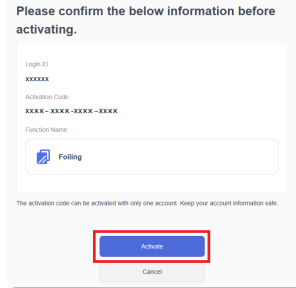 Please confirm the below information before
activating.
Login ID
xxxxxx
Activation Code
xxxx- xxxx -xxxx -xxxx
Function Name
Foiling
The activation code can be activated with only one account. Keep your account information safe.
Activate
Cancel